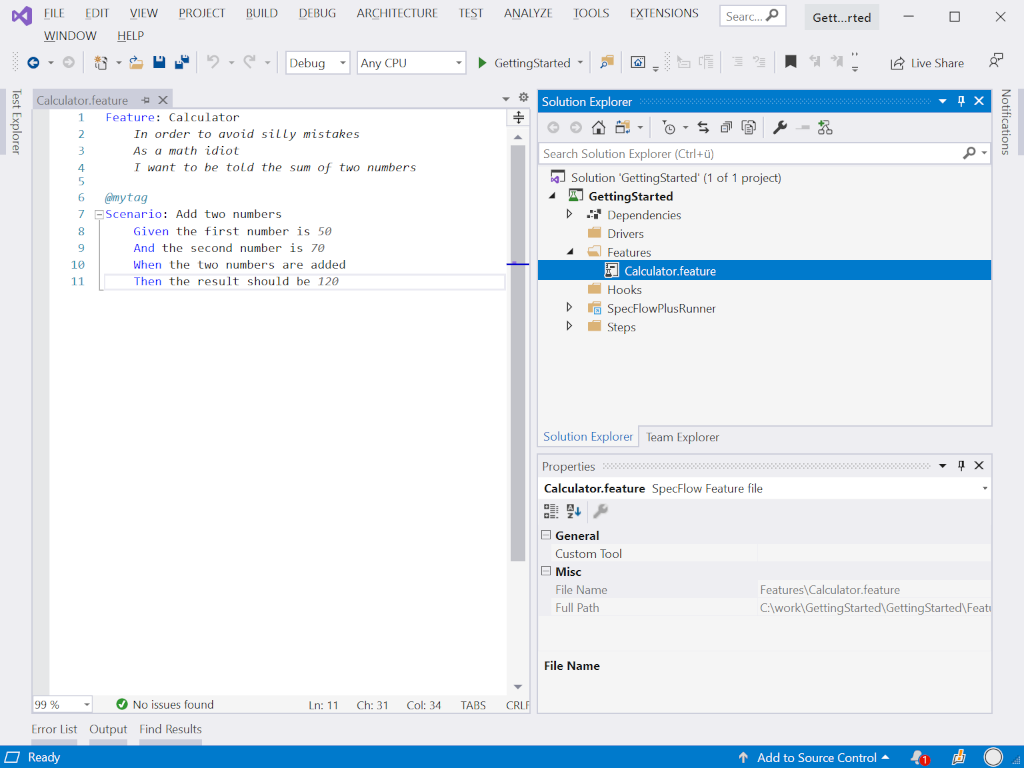 FILE EDIT VIEW PROJECT BUILD DEBUG ARCHITECTURE TEST ANALYZE TOOLS EXTENSIONS Searc... Gett...rted
WINDOW HELP
Debug Any CPU GettingStarted Live Share
Test Explorer
Calculator.feature
1 Feature: Calculator
2 In order to avoid silly mistakes
3 As a math idiot
4 I want to be told the sum of two numbers
5
6 @mytag
7 Scenario: Add two numbers
8 Given the first number is 50
9 And the second number is 70
10 When the two numbers are added
11 Then the result should be 120
99 % No issues found Ln: 11 Ch: 31 Col: 34 TABS CRLF
Solution Explorer
Search Solution Explorer (Ctrl+ü)
Solution 'GettingStarted' (1 of 1 project)
GettingStarted
Dependencies
Drivers
Features
Calculator.feature
Hooks
SpecFlowPlusRunner
Steps
Solution Explorer Team Explorer
Properties
Calculator.feature SpecFlow Feature file
General
Custom Tool
Misc
File Name Features\Calculator.feature
Full Path C:\work\GettingStarted\GettingStarted\Featu
File Name
Notifications
Error List Output Find Results
Ready Add to Source Control 1